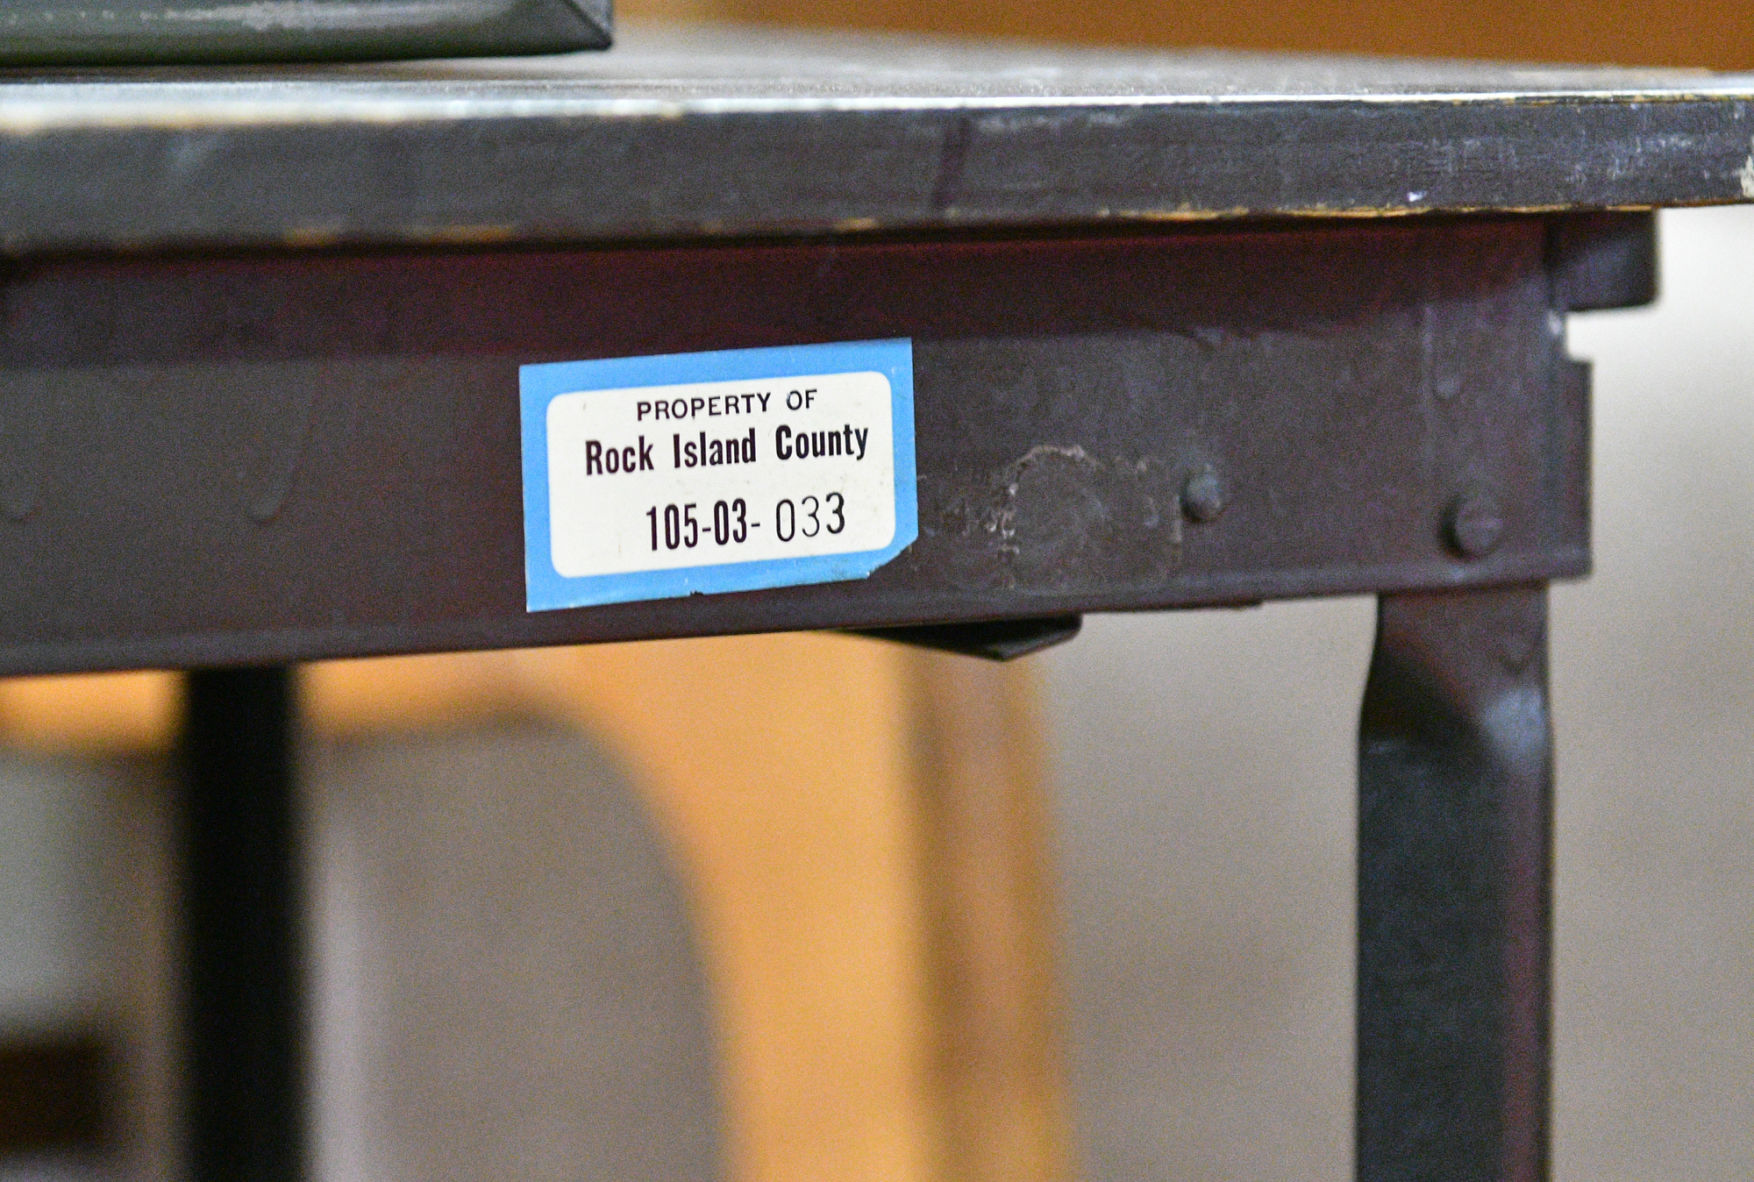 PROPERTY OF
Rock Island County
105-03- 033